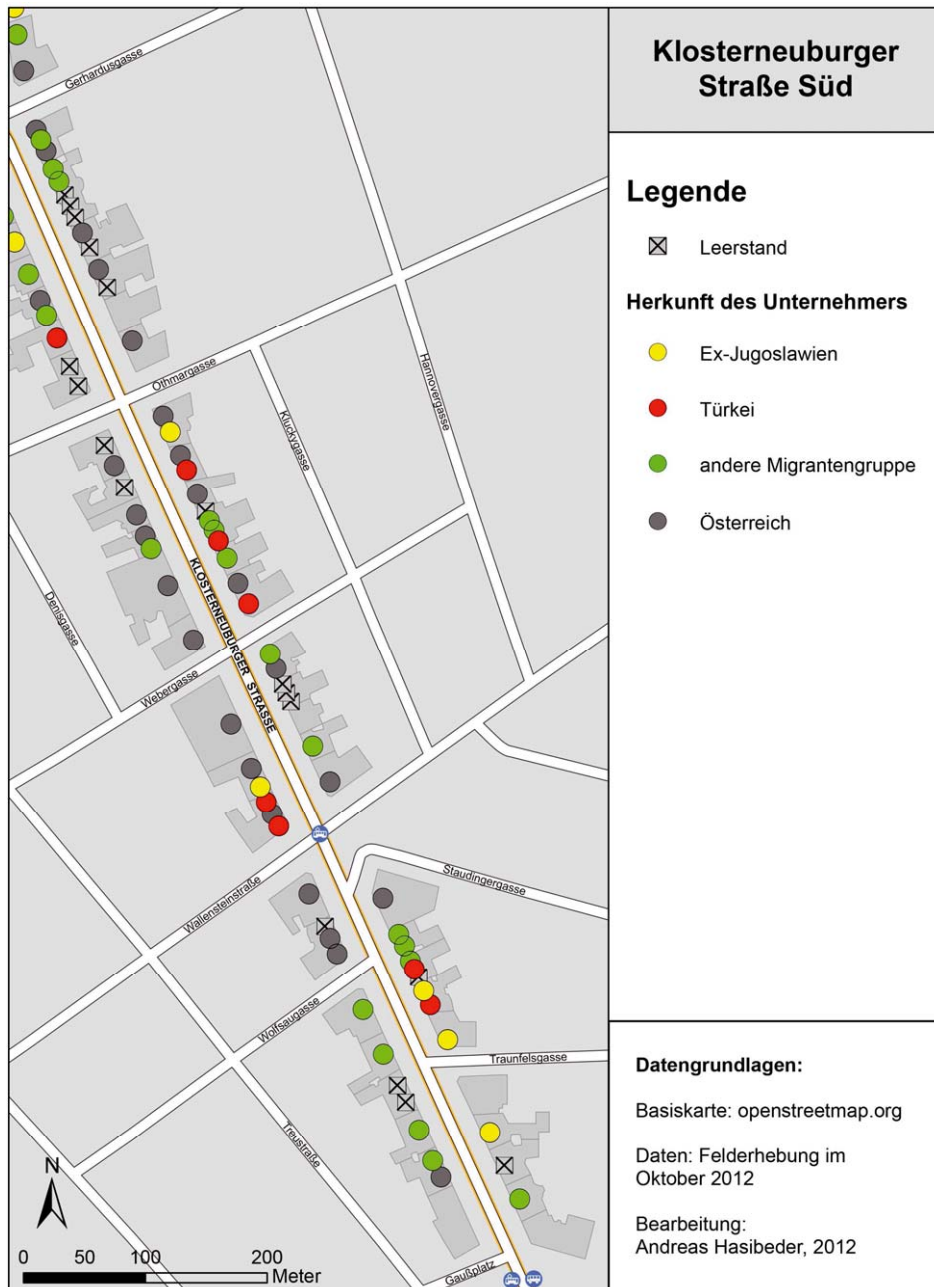 Klosterneuburger
Straße Süd
Legende
Leerstand
Herkunft des Unternehmers
Ex-Jugoslawien
Türkei
andere Migrantengruppe
Österreich
Datengrundlagen:
Basiskarte: openstreetmap.org
Daten: Felderhebung im
Oktober 2012
Bearbeitung:
Andreas Hasibeder, 2012
Gerhardusgasse
Othmargasse
Hannovergasse
Kluckygasse
Denisgasse
KLOSTERNEUBURGER STRASSE
Webergasse
Wallensteinstraße
Staudingergasse
Wolfsaugasse
Traunfelsgasse
Treustraße
Gaußplatz
N
0 50 100 200
Meter